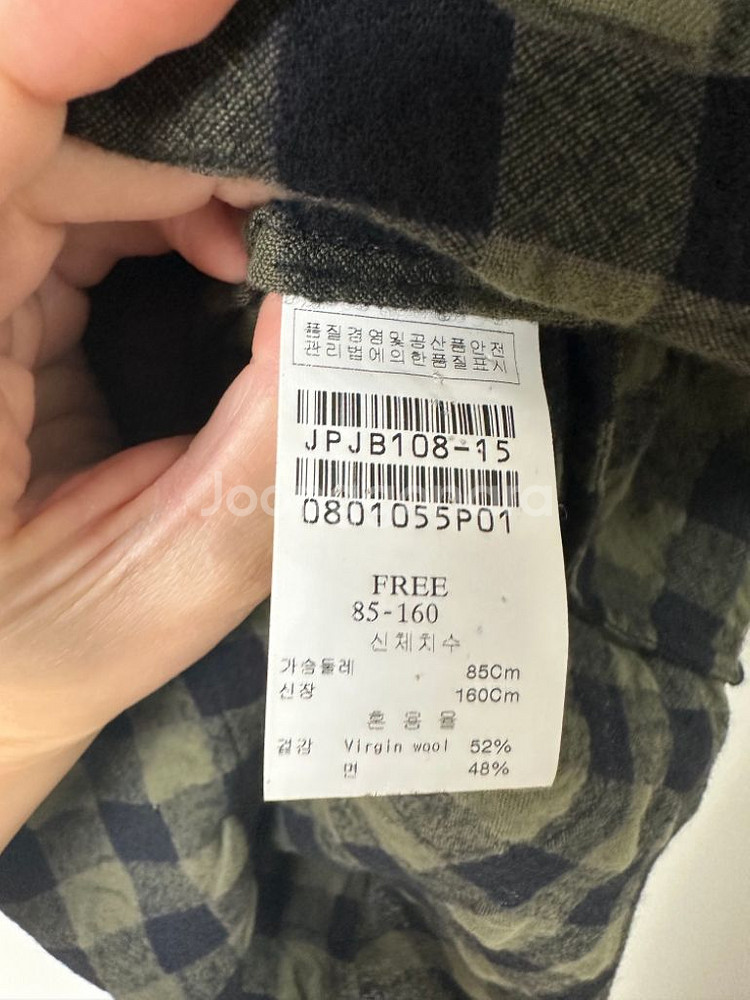 품질경영및공산품안전
관리법에의한품질표시
JPJB108-15
0801055P01
FREE
85-160
신체치수
가슴둘레 85Cm
신장 160Cm
혼용율
겉감 Virgin wool 52%
면 48%